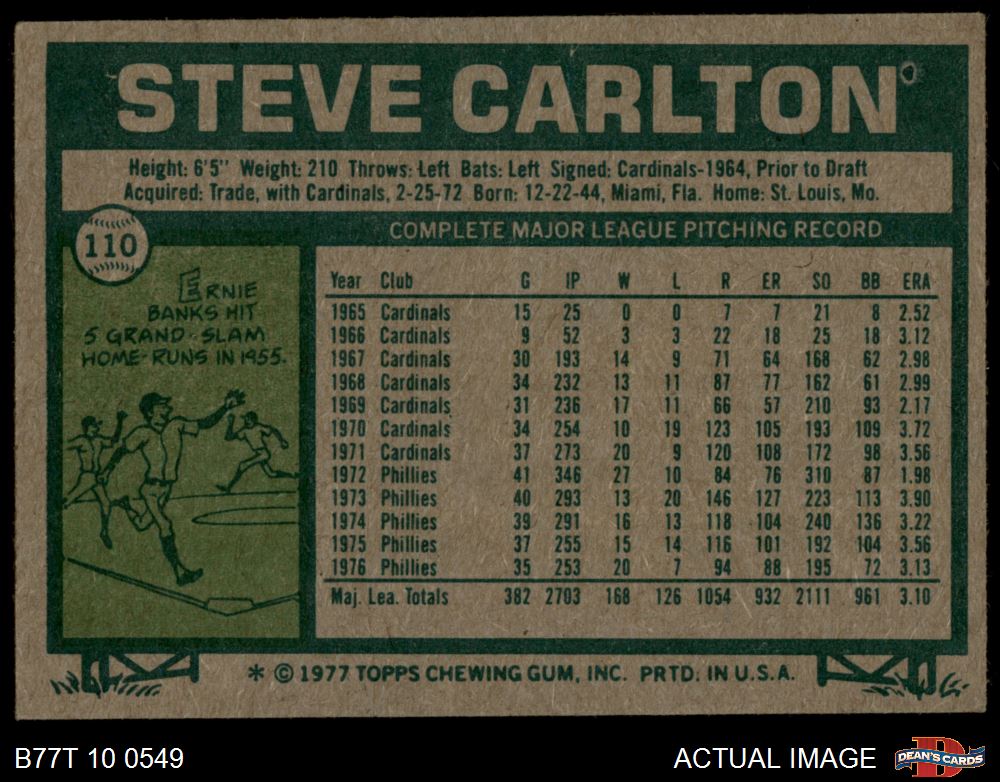 STEVE CARLTON
Height: 6'5" Weight: 210 Throws: Left Bats: Left Signed: Cardinals-1964, Prior to Draft
Acquired: Trade, with Cardinals, 2-25-72 Born: 12-22-44, Miami, Fla. Home: St. Louis, Mo.
110
COMPLETE MAJOR LEAGUE PITCHING RECORD
ERNIE
BANKS HIT
5 GRAND-SLAM
HOME-RUNS IN 1955.
Year Club G IP W L R ER SO BB ERA
1965 Cardinals 15 25 0 0 7 7 21 8 2.52
1966 Cardinals 9 52 3 3 22 18 25 18 3.12
1967 Cardinals 30 193 14 9 71 64 168 62 2.98
1968 Cardinals 34 232 13 11 87 77 162 61 2.99
1969 Cardinals 31 236 17 11 66 57 210 93 2.17
1970 Cardinals 34 254 10 19 123 105 193 109 3.72
1971 Cardinals 37 273 20 9 120 108 172 98 3.56
1972 Phillies 41 346 27 10 84 76 310 87 1.98
1973 Phillies 40 293 13 20 146 127 223 113 3.90
1974 Phillies 39 291 16 13 118 104 240 136 3.22
1975 Phillies 37 255 15 14 116 101 192 104 3.56
1976 Phillies 35 253 20 7 94 88 195 72 3.13
Maj. Lea. Totals 382 2703 168 126 1054 932 2111 961 3.10
* © 1977 TOPPS CHEWING GUM, INC. PRTD. IN U.S.A.
B77T 10 0549
ACTUAL IMAGE
D
DEAN'S CARDS